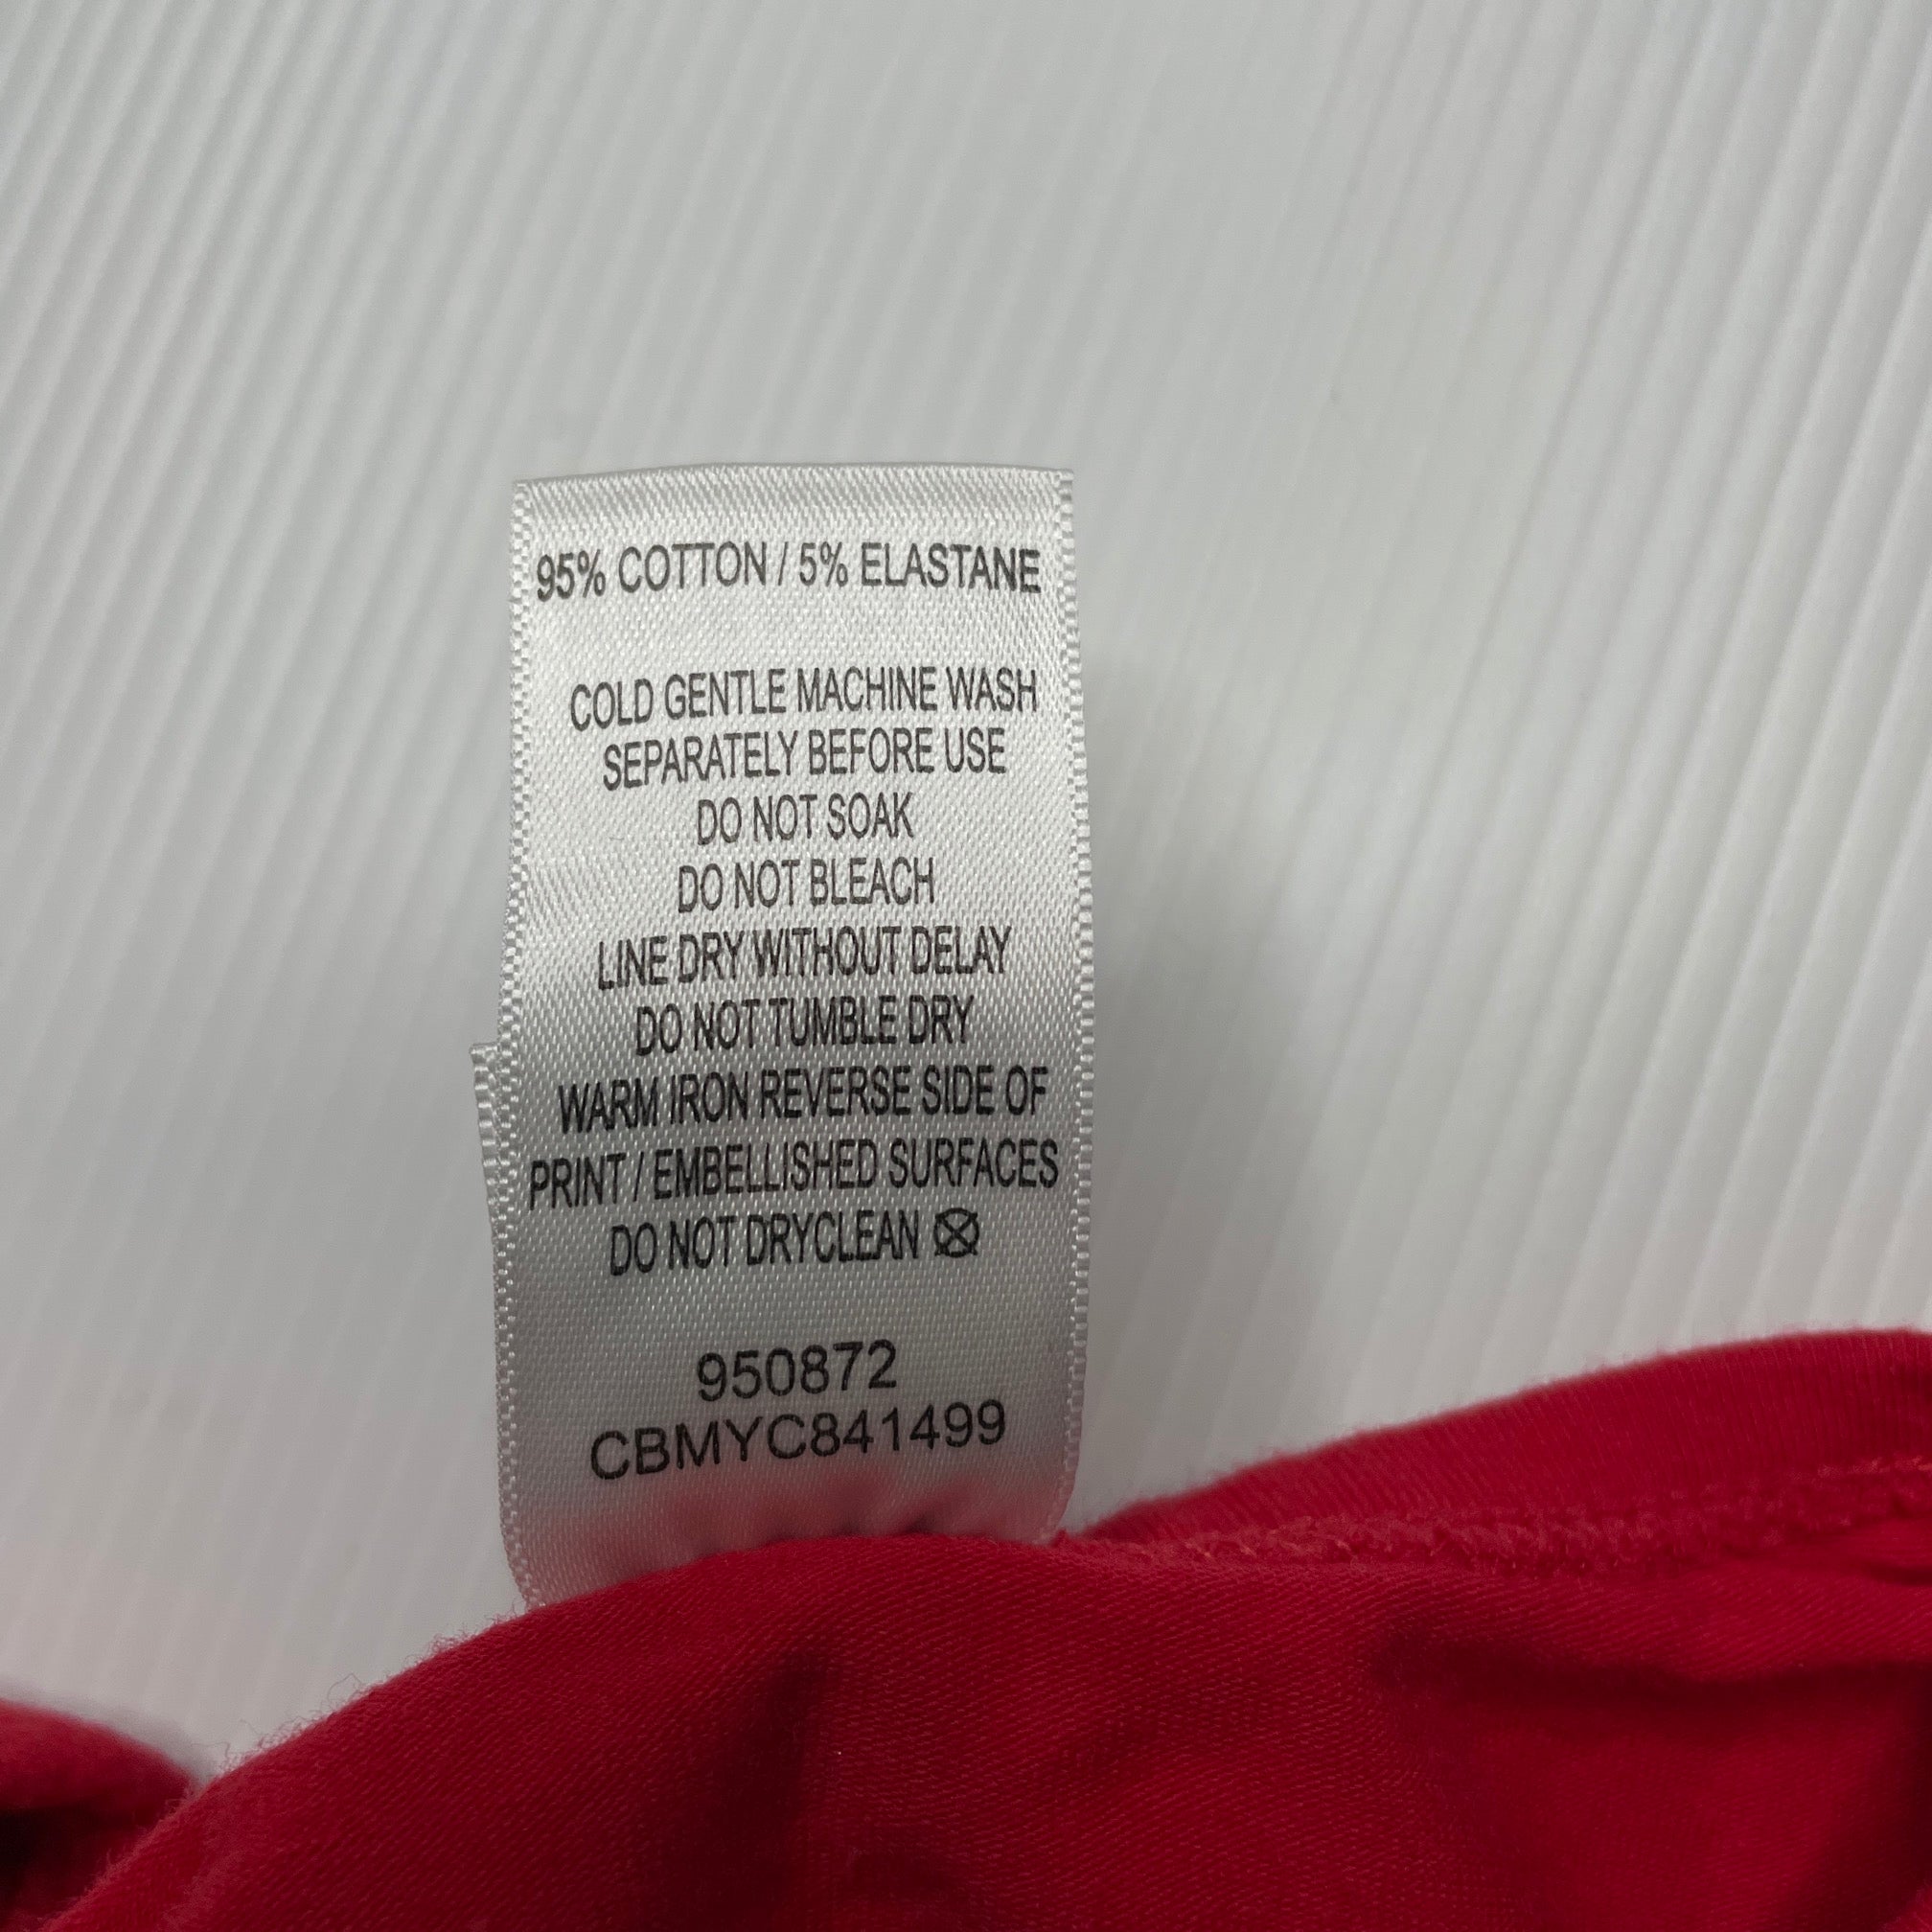 95% COTTON / 5% ELASTANE
COLD GENTLE MACHINE WASH
SEPARATELY BEFORE USE
DO NOT SOAK
DO NOT BLEACH
LINE DRY WITHOUT DELAY
DO NOT TUMBLE DRY
WARM IRON REVERSE SIDE OF
PRINT / EMBELLISHED SURFACES
DO NOT DRYCLEAN
950872
CBMYC841499